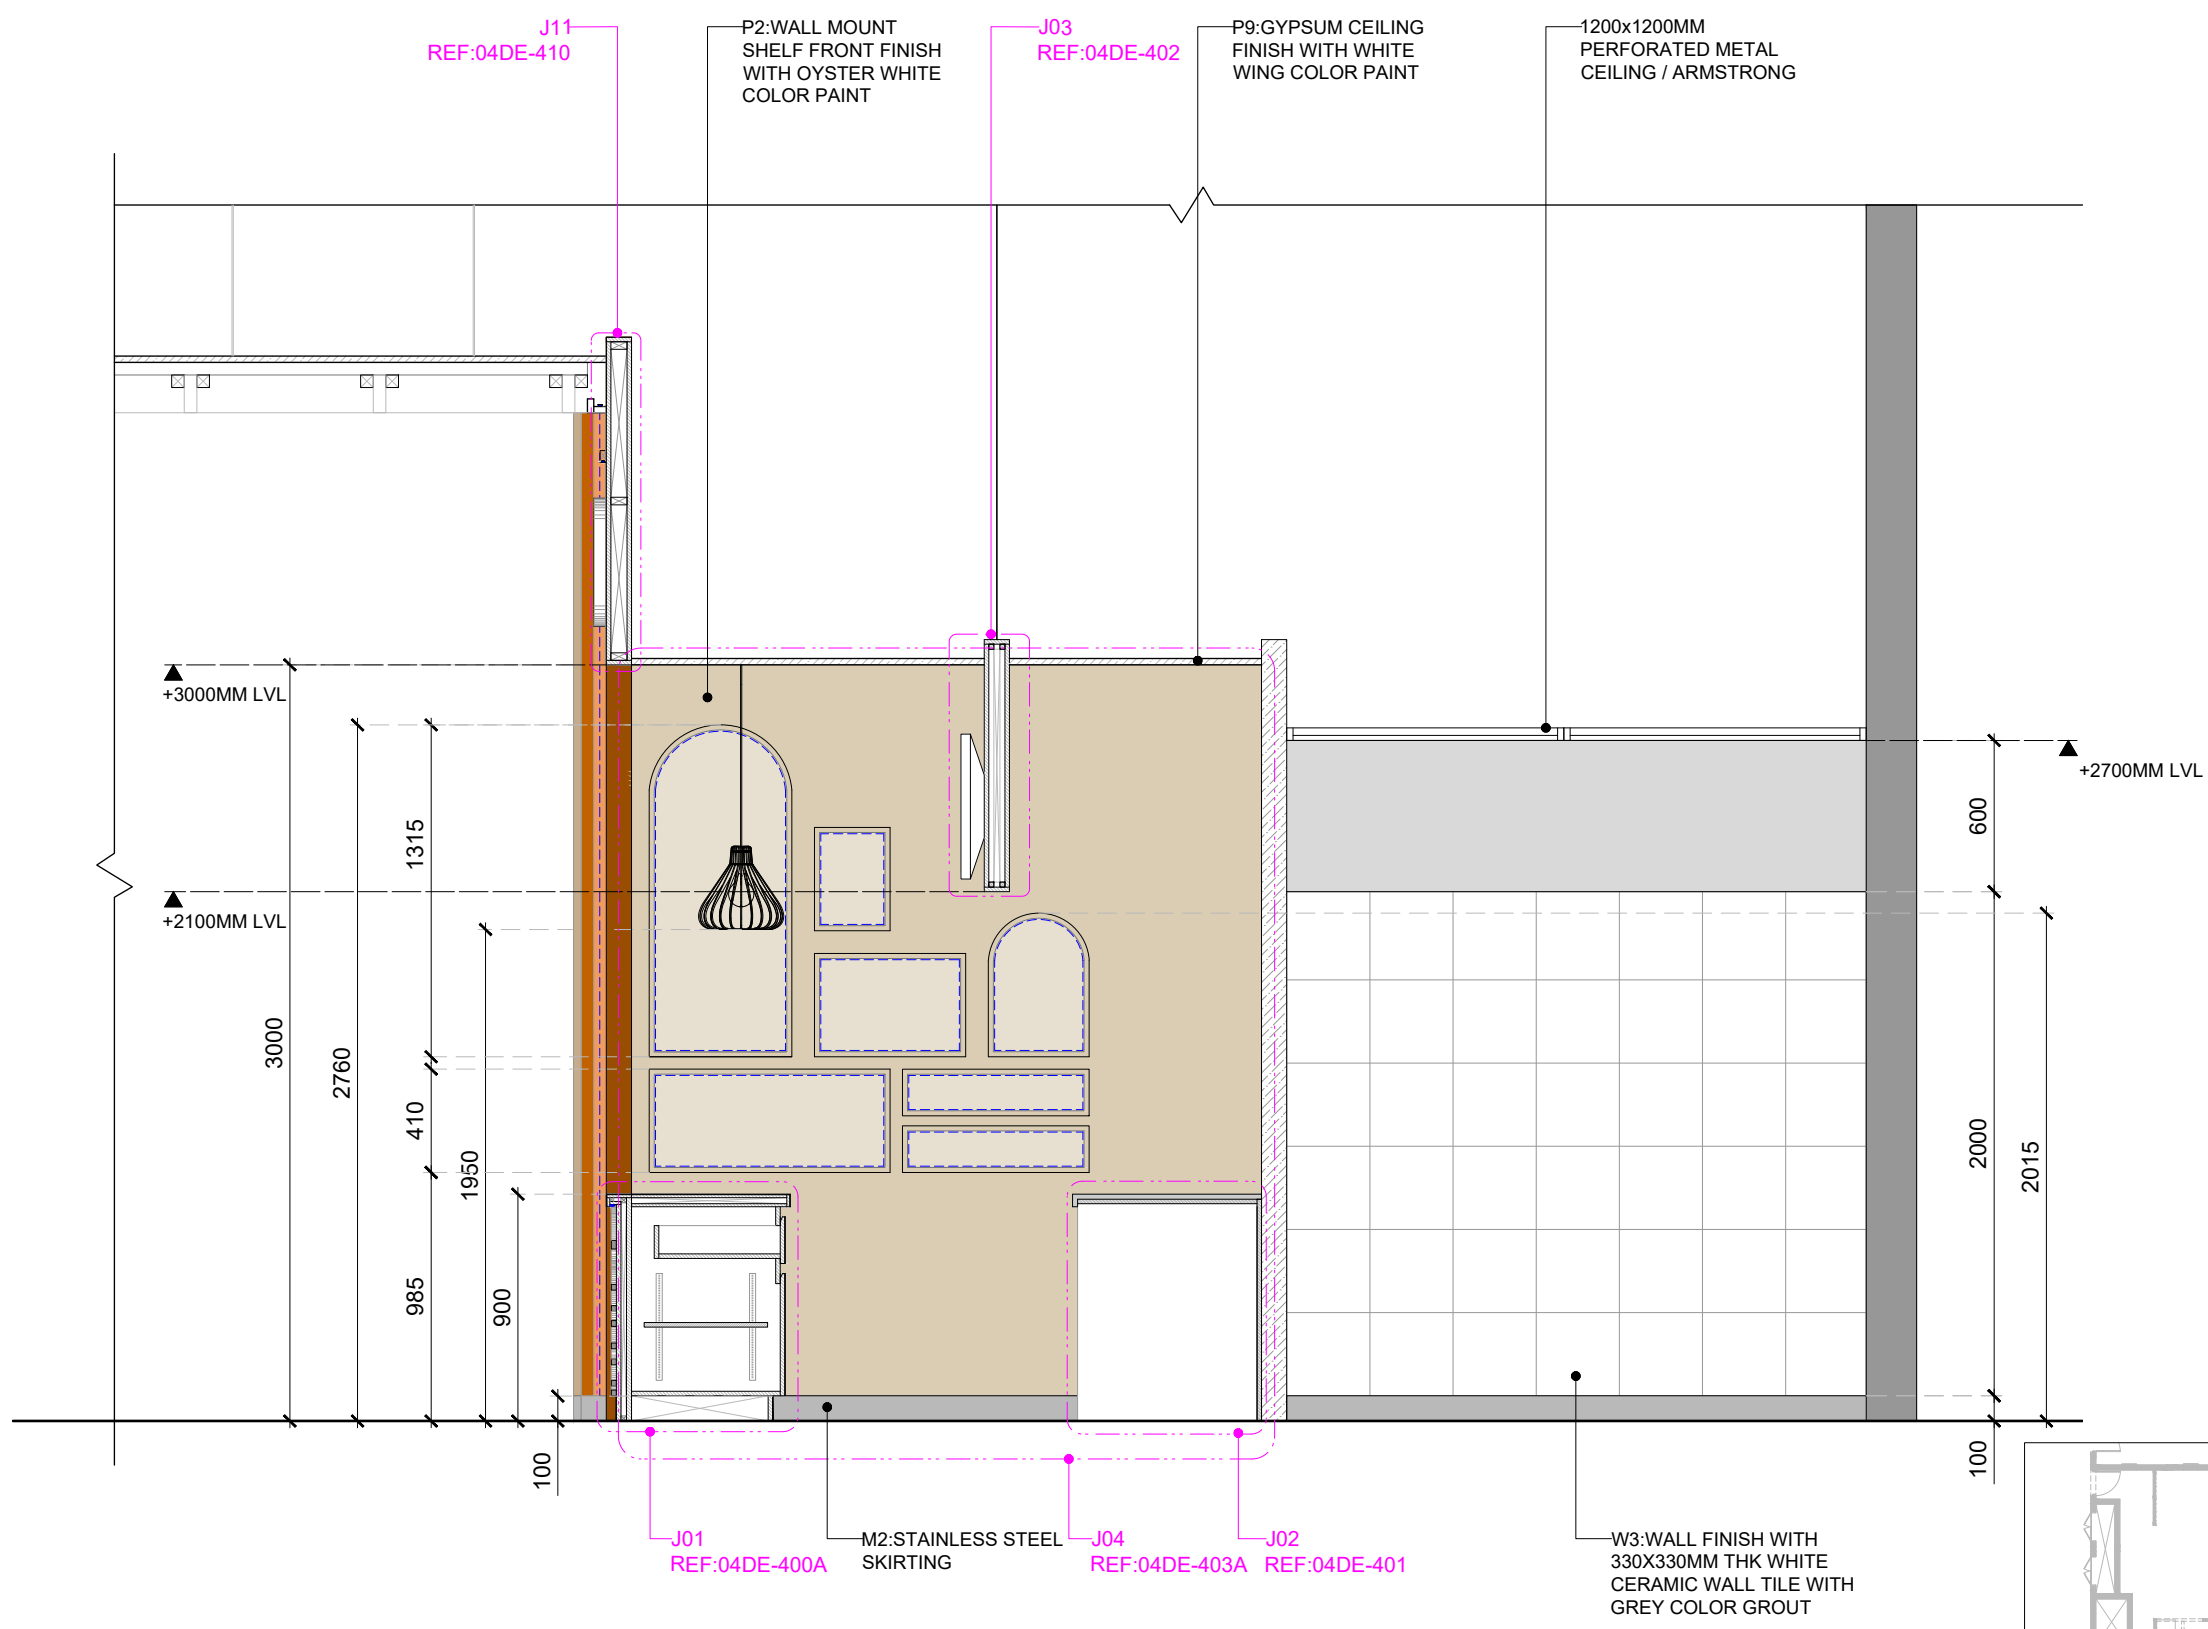 J11
REF:04DE-410
P2:WALL MOUNT
SHELF FRONT FINISH
WITH OYSTER WHITE
COLOR PAINT
J03
REF:04DE-402
P9:GYPSUM CEILING
FINISH WITH WHITE
WING COLOR PAINT
1200x1200MM
PERFORATED METAL
CEILING / ARMSTRONG
+3000MM LVL
+2100MM LVL
+2700MM LVL
3000
2760
1315
410
985
1950
900
100
600
2000
2015
100
J01
REF:04DE-400A
M2:STAINLESS STEEL
SKIRTING
J04
REF:04DE-403A
J02
REF:04DE-401
W3:WALL FINISH WITH
330X330MM THK WHITE
CERAMIC WALL TILE WITH
GREY COLOR GROUT